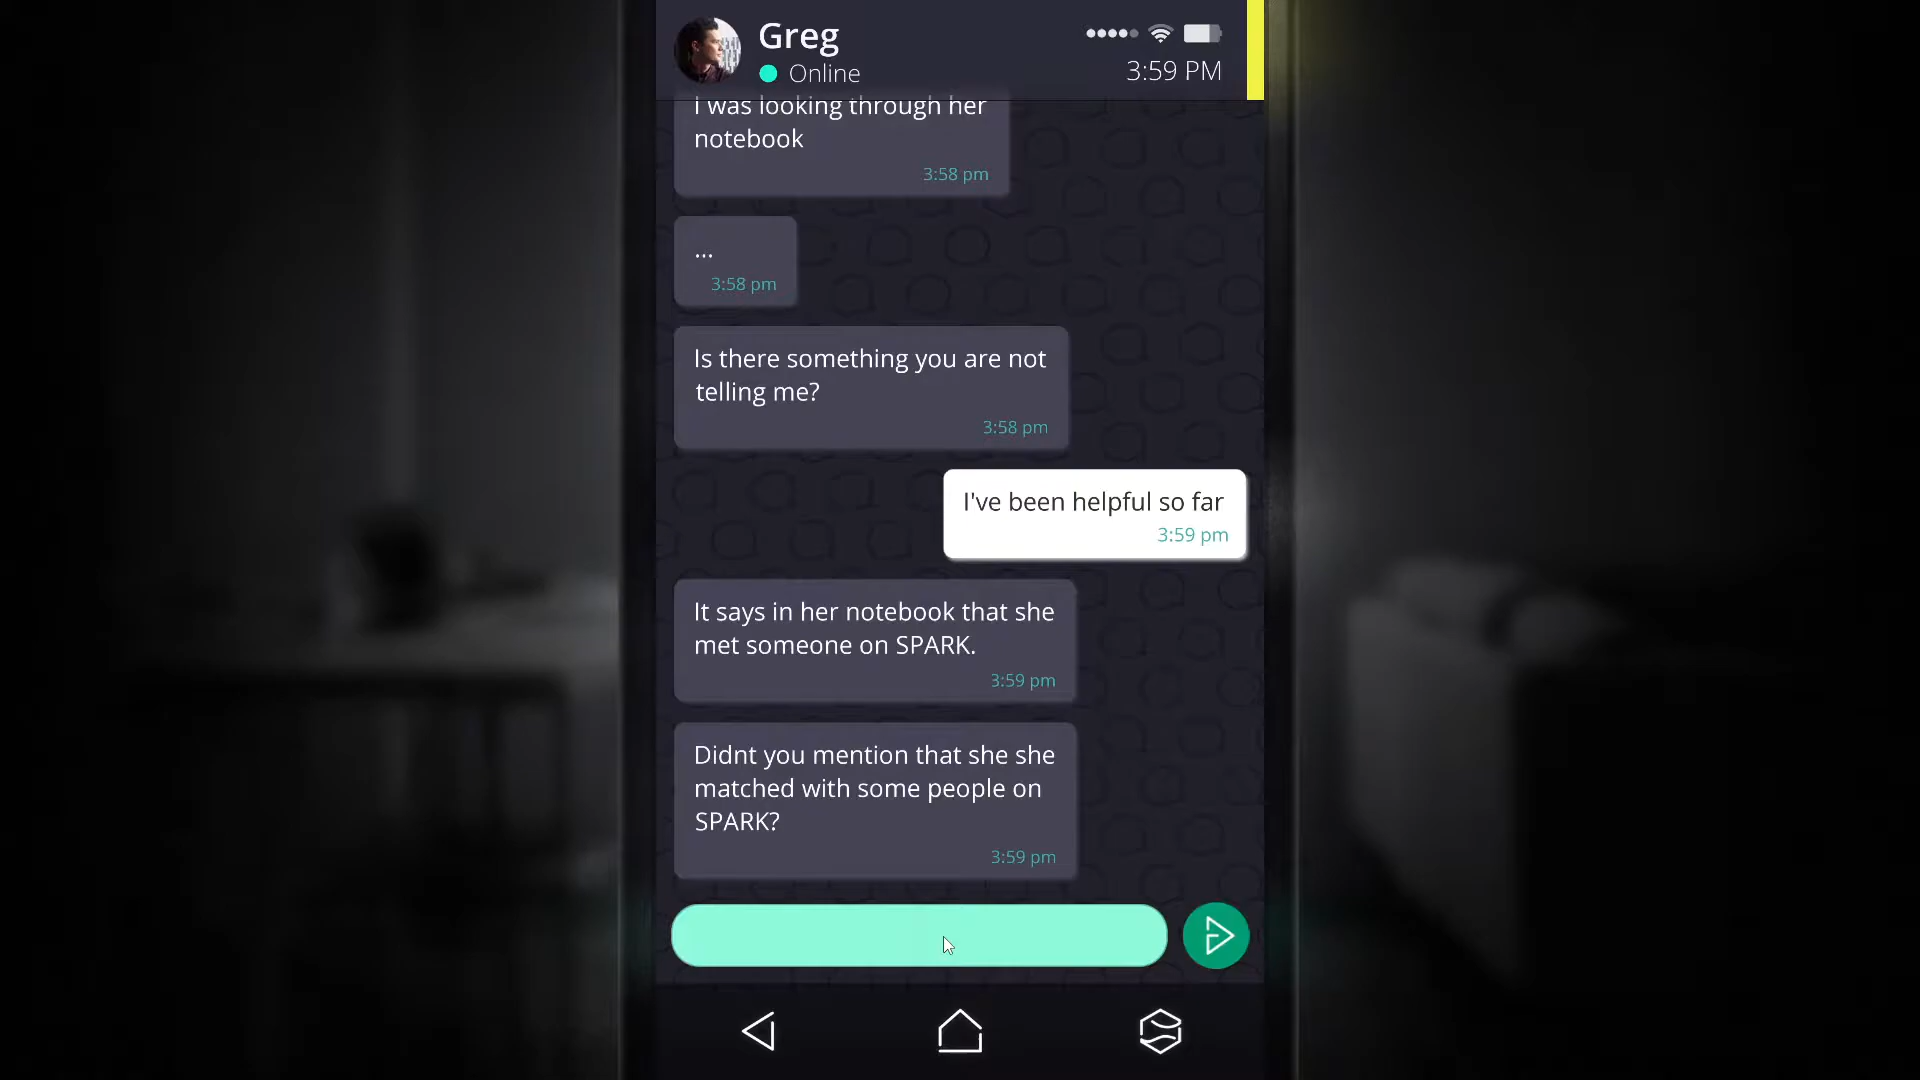 Greg
Online
3:59 PM
I was looking through her
notebook
3:58 pm
...
3:58 pm
Is there something you are not
telling me?
3:58 pm
I've been helpful so far
3:59 pm
It says in her notebook that she
met someone on SPARK.
3:59 pm
Didnt you mention that she she
matched with some people on
SPARK?
3:59 pm